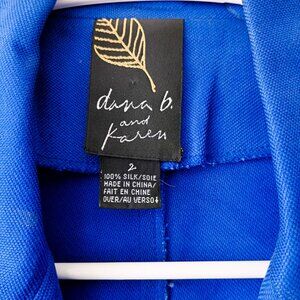 dana b.
and
karen
2
100% SILK/SOIE
MADE IN CHINA/
FAIT EN CHINE
OVER/AU VERSO↓